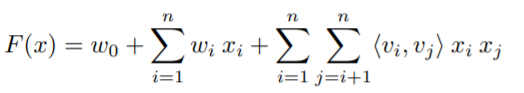 F(x) = w_0 + \sum_{i=1}^{n} w_i x_i + \sum_{i=1}^{n} \sum_{j=i+1}^{n} \langle v_i, v_j \rangle x_i x_j